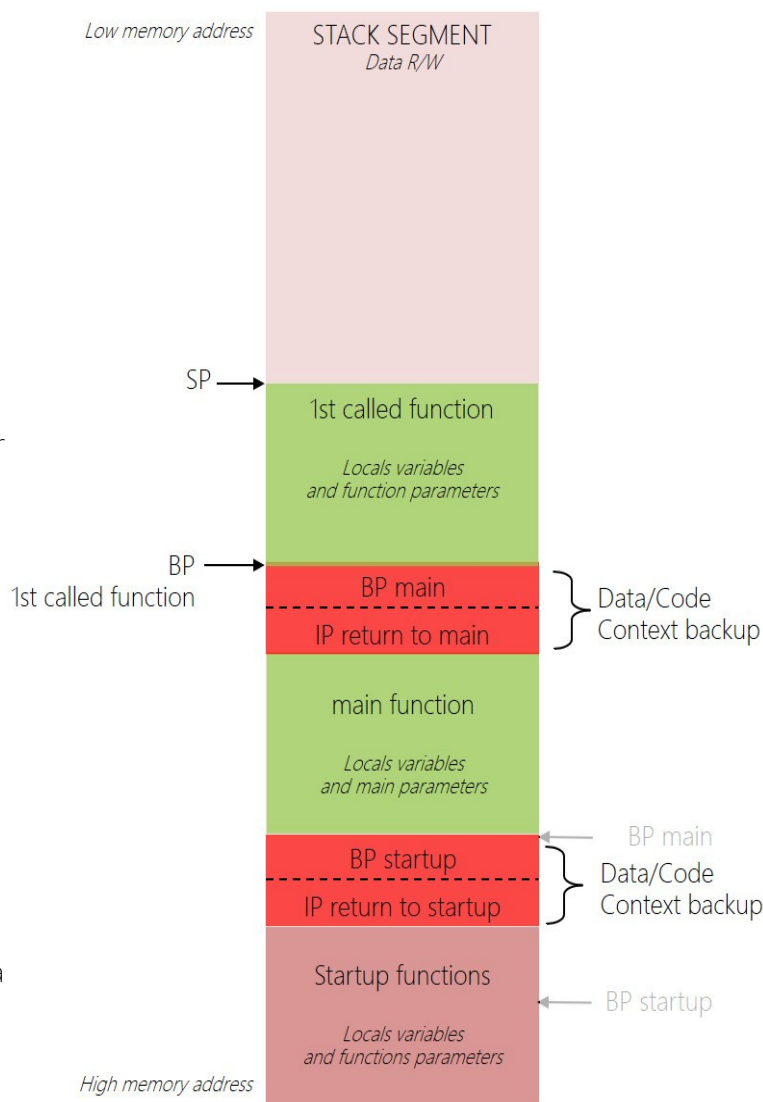 Low memory address
STACK SEGMENT
Data R/W
SP
1st called function
Locals variables
and function parameters
BP
1st called function
BP main
IP return to main
Data/Code
Context backup
main function
Locals variables
and main parameters
BP main
BP startup
IP return to startup
Data/Code
Context backup
Startup functions
Locals variables
and functions parameters
BP startup
High memory address